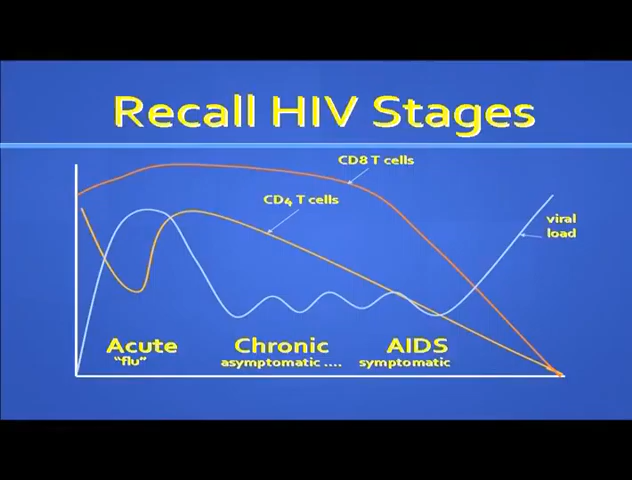 Recall HIV Stages
CD8 T cells
CD4 T cells
viral
load
Acute
"flu"
Chronic
asymptomatic ....
AIDS
symptomatic